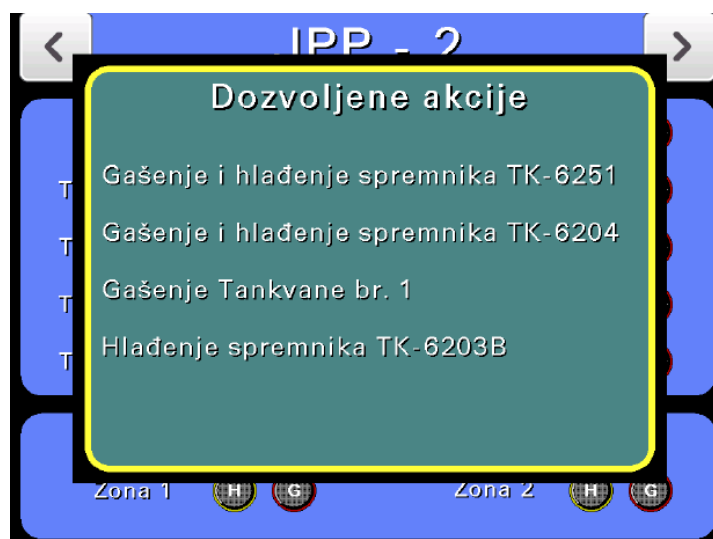 JPP - 2
Dozvoljene akcije
Gašenje i hlađenje spremnika TK-6251
T
Gašenje i hlađenje spremnika TK-6204
T
Gašenje Tankvane br. 1
T
Hlađenje spremnika TK-6203B
T
Zona 1 H G Zona 2 H G